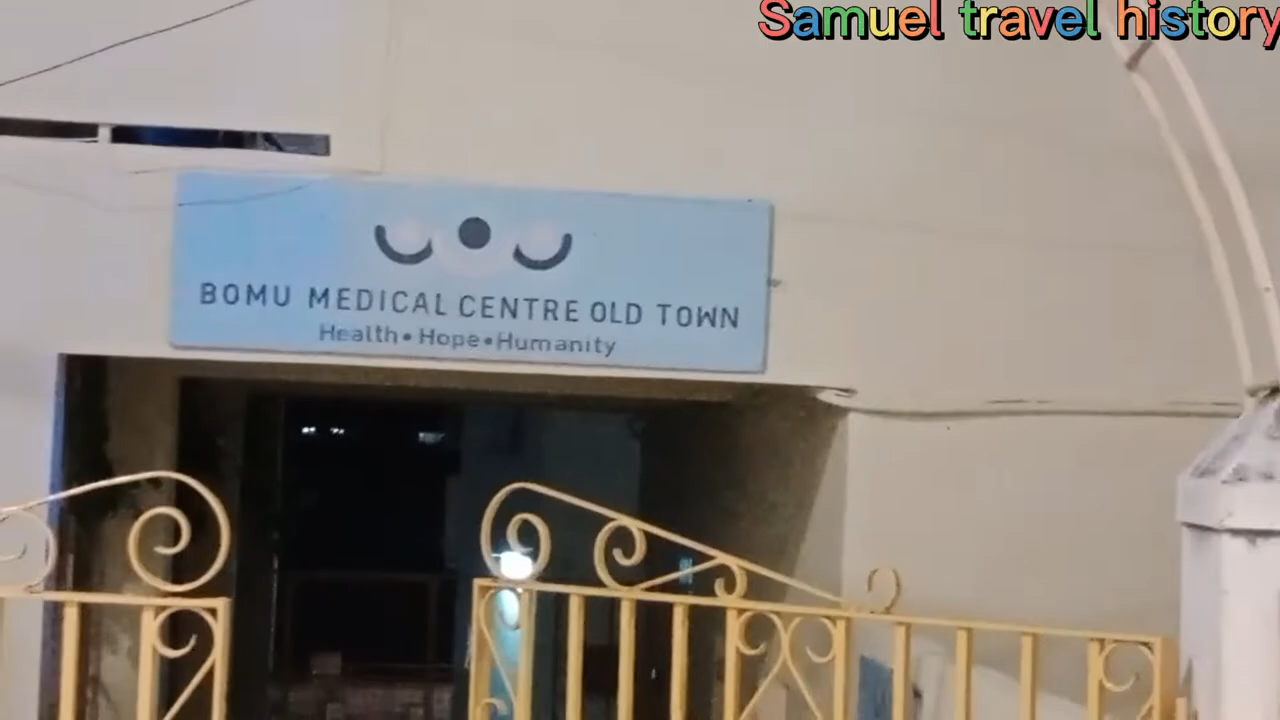 Samuel travel history
BOMU MEDICAL CENTRE OLD TOWN
Health•Hope•Humanity